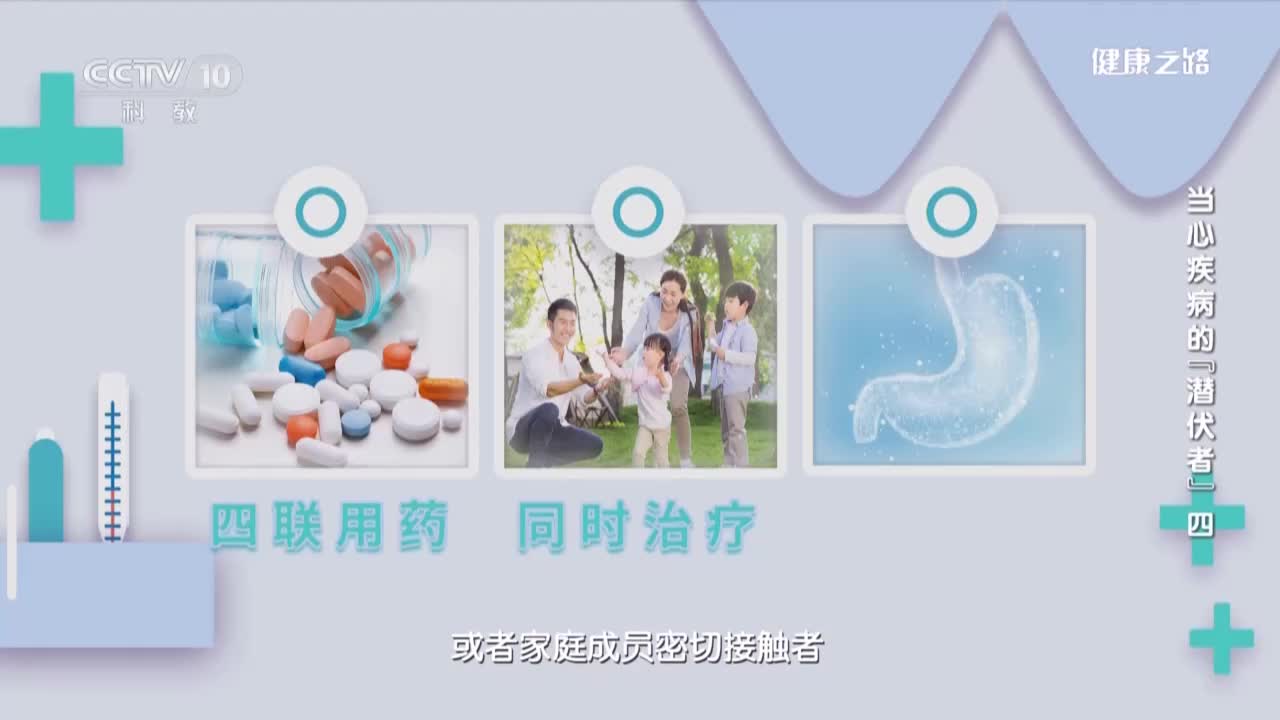 CCTV 10
科教
健康之路
当心疾病的『潜伏者』四
四联用药
同时治疗
或者家庭成员密切接触者